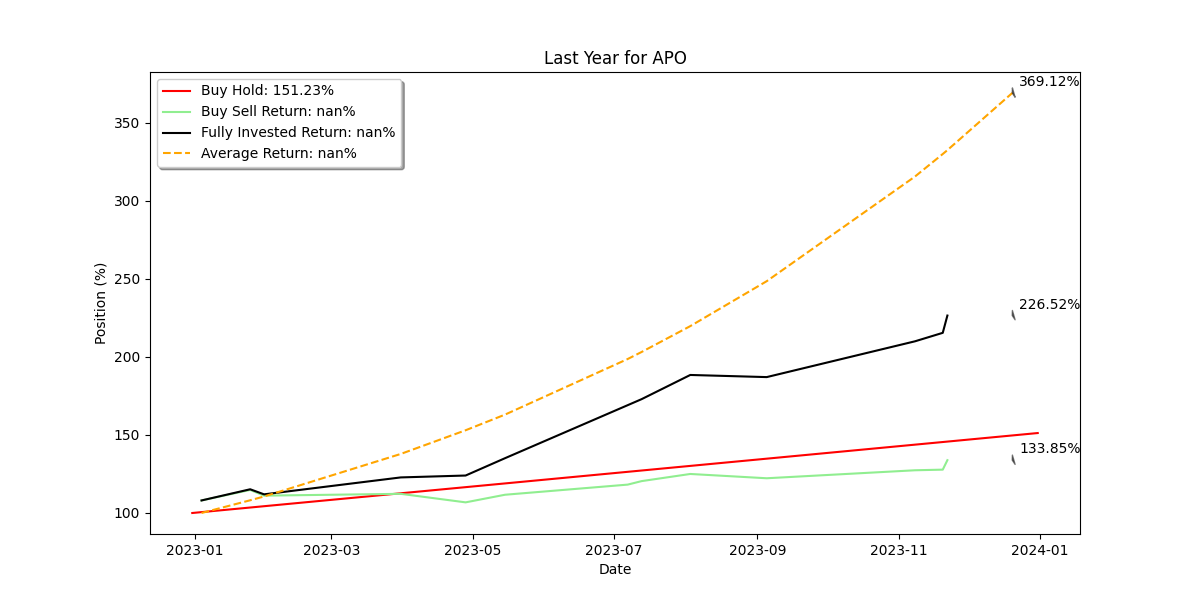 Last Year for APO
Buy Hold: 151.23%
Buy Sell Return: nan%
Fully Invested Return: nan%
Average Return: nan%
369.12%
226.52%
133.85%
Position (%)
350
300
250
200
150
100
2023-01
2023-03
2023-05
2023-07
2023-09
2023-11
2024-01
Date